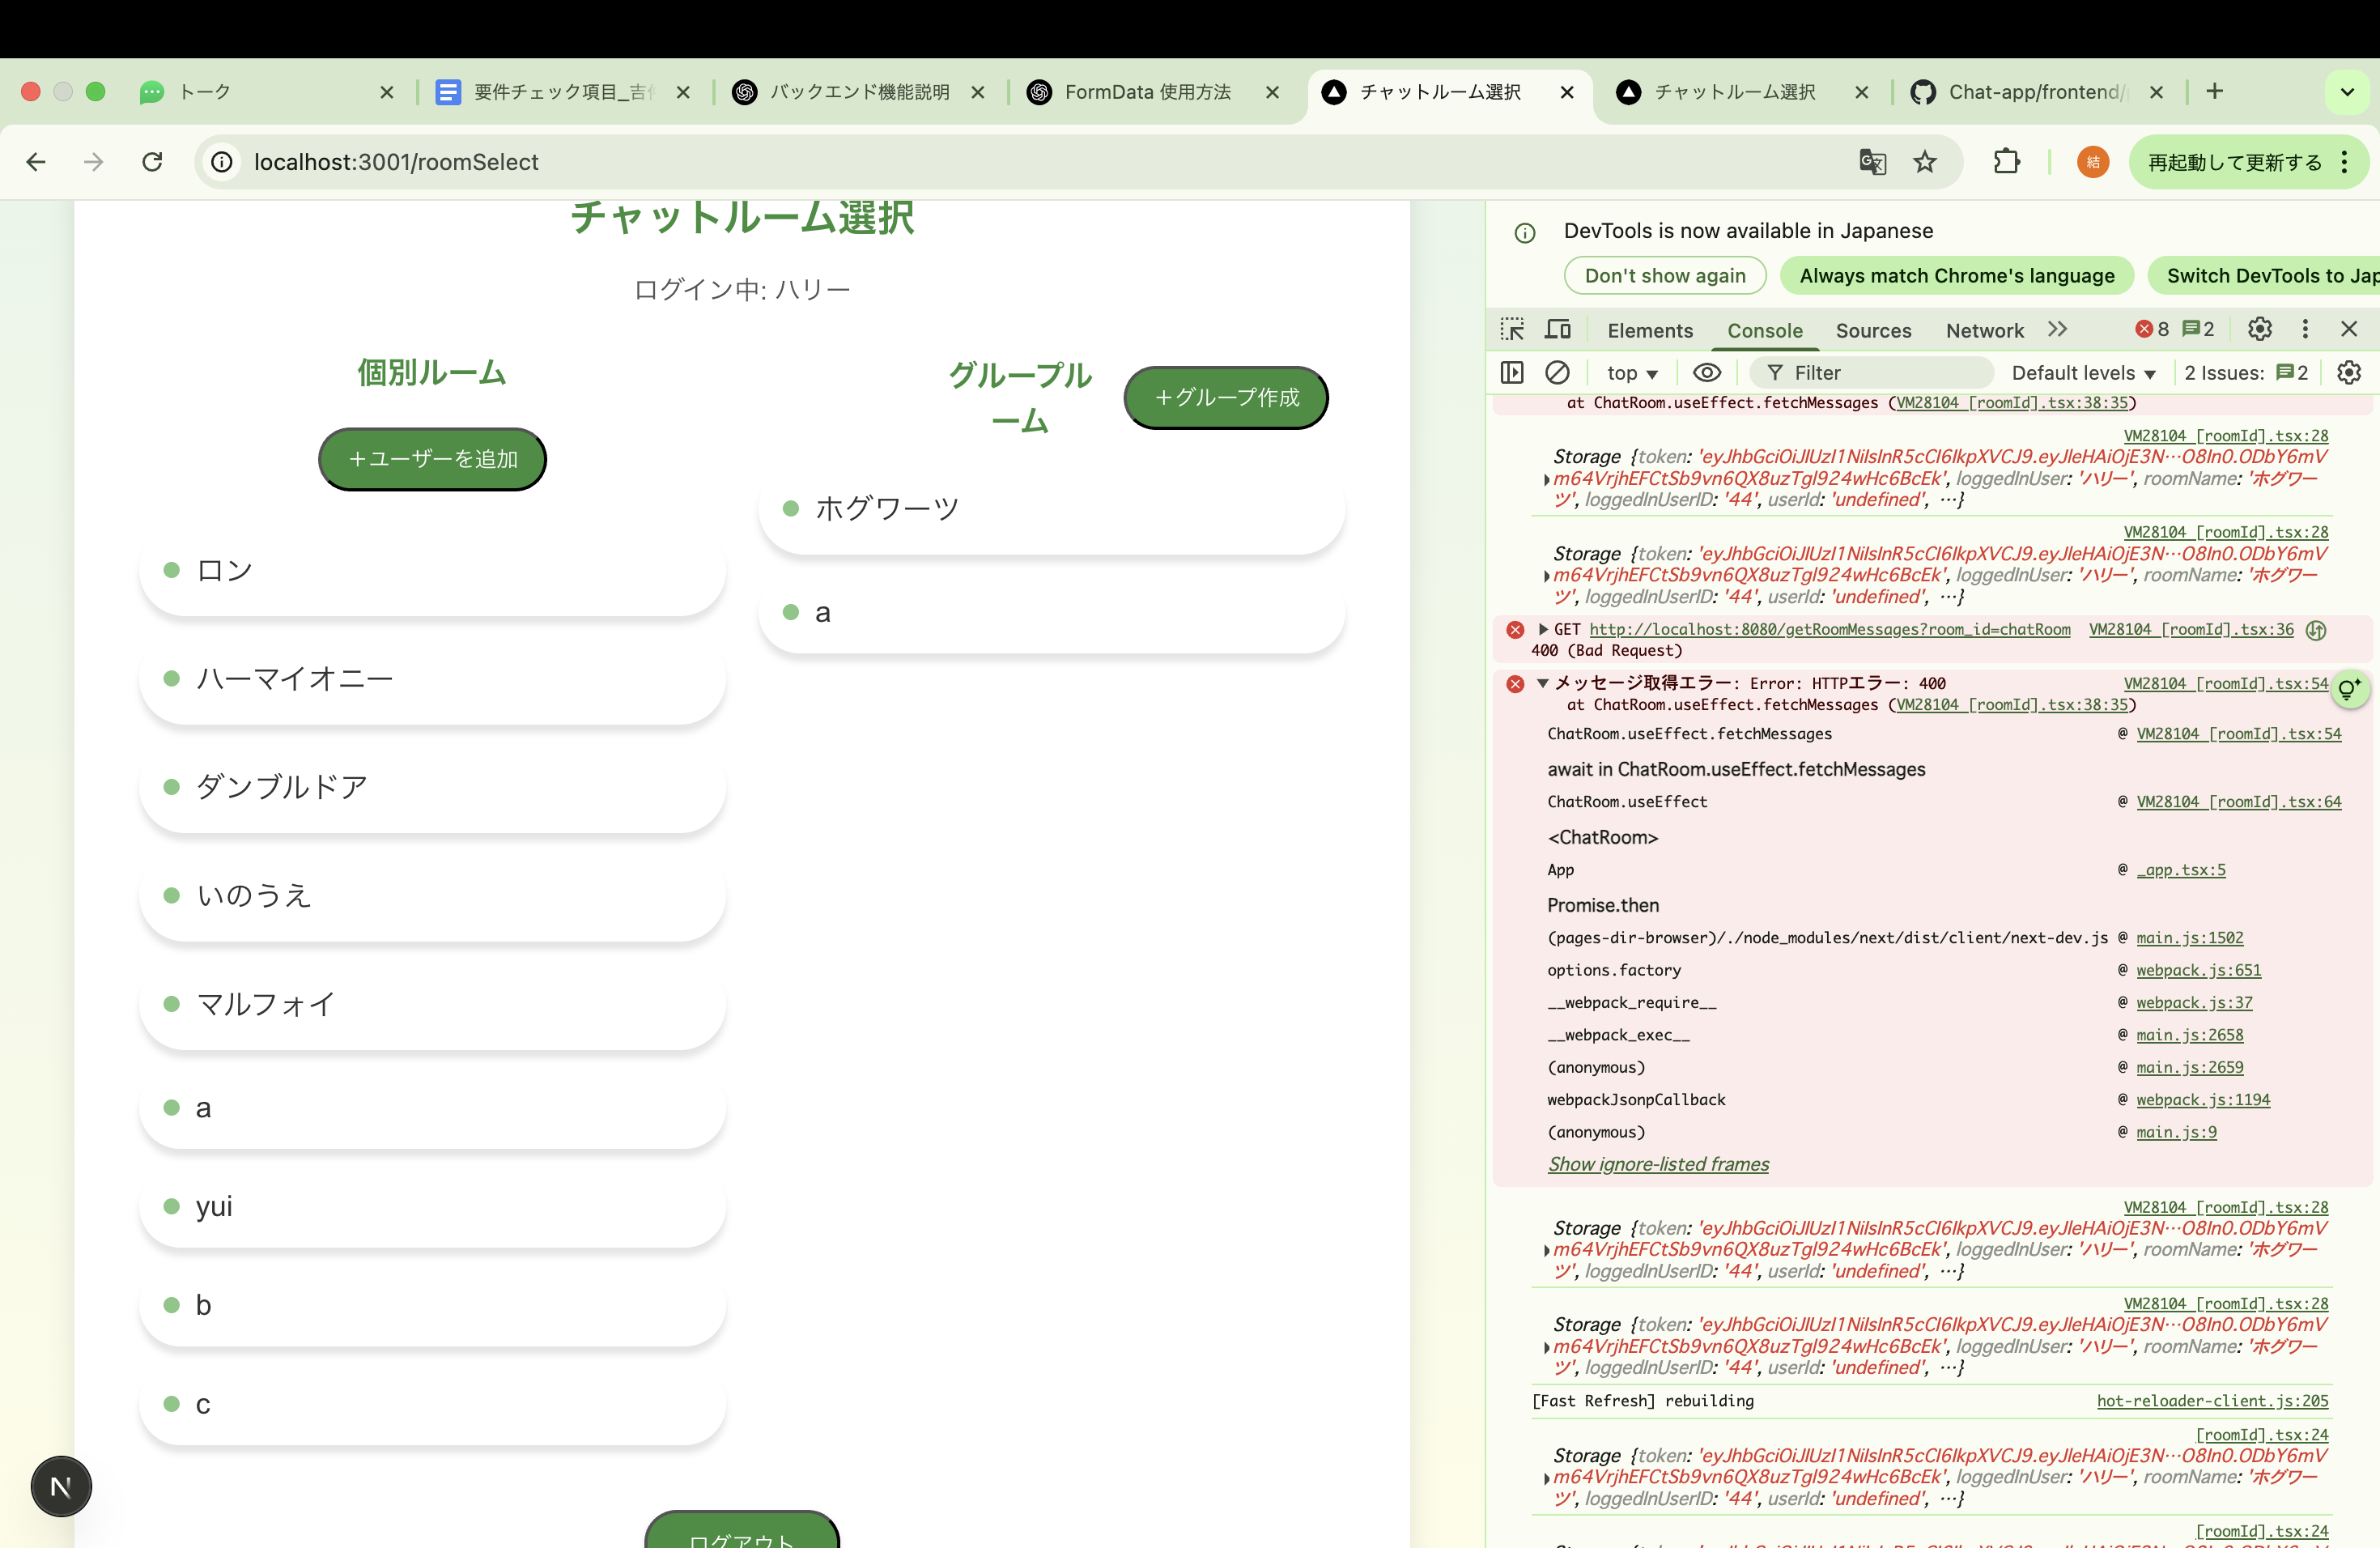 トーク
要件チェック項目_吉
バックエンド機能説明
FormData 使用方法
チャットルーム選択
チャットルーム選択
Chat-app/frontend/
localhost:3001/roomSelect
結
再起動して更新する
チャットルーム選択
ログイン中: ハリー
個別ルーム
+ユーザーを追加
ロン
ハーマイオニー
ダンブルドア
いのうえ
マルフォイ
a
yui
b
c
グループル
ーム
+グループ作成
ホグワーツ
a
ログアウト
N
DevTools is now available in Japanese
Don't show again
Always match Chrome's language
Switch DevTools to Jap
Elements
Console
Sources
Network
8
2
top
Filter
Default levels
2 Issues:
2
at ChatRoom.useEffect.fetchMessages (VM28104 [roomId].tsx:38:35)
VM28104 [roomId].tsx:28
Storage {token: 'eyJhbGciOiJIUzI1NiIsInR5cCI6IkpXVCJ9.eyJleHAiOjE3N…O8In0.ODbY6mV
m64VrjhEFCtSb9vn6QX8uzTgl924wHc6BcEk', loggedInUser: 'ハリー', roomName: 'ホグワー
ツ', loggedInUserID: '44', userId: 'undefined', …}
VM28104 [roomId].tsx:28
Storage {token: 'eyJhbGciOiJIUzI1NiIsInR5cCI6IkpXVCJ9.eyJleHAiOjE3N…O8In0.ODbY6mV
m64VrjhEFCtSb9vn6QX8uzTgl924wHc6BcEk', loggedInUser: 'ハリー', roomName: 'ホグワー
ツ', loggedInUserID: '44', userId: 'undefined', …}
GET http://localhost:8080/getRoomMessages?room_id=chatRoom VM28104 [roomId].tsx:36
400 (Bad Request)
メッセージ取得エラー: Error: HTTPエラー: 400 VM28104 [roomId].tsx:54
at ChatRoom.useEffect.fetchMessages (VM28104 [roomId].tsx:38:35)
ChatRoom.useEffect.fetchMessages @ VM28104 [roomId].tsx:54
await in ChatRoom.useEffect.fetchMessages
ChatRoom.useEffect @ VM28104 [roomId].tsx:64
<ChatRoom>
App @ _app.tsx:5
Promise.then
(pages-dir-browser)/./node_modules/next/dist/client/next-dev.js @ main.js:1502
options.factory @ webpack.js:651
__webpack_require__ @ webpack.js:37
__webpack_exec__ @ main.js:2658
(anonymous) @ main.js:2659
webpackJsonpCallback @ webpack.js:1194
(anonymous) @ main.js:9
Show ignore-listed frames
VM28104 [roomId].tsx:28
Storage {token: 'eyJhbGciOiJIUzI1NiIsInR5cCI6IkpXVCJ9.eyJleHAiOjE3N…O8In0.ODbY6mV
m64VrjhEFCtSb9vn6QX8uzTgl924wHc6BcEk', loggedInUser: 'ハリー', roomName: 'ホグワー
ツ', loggedInUserID: '44', userId: 'undefined', …}
VM28104 [roomId].tsx:28
Storage {token: 'eyJhbGciOiJIUzI1NiIsInR5cCI6IkpXVCJ9.eyJleHAiOjE3N…O8In0.ODbY6mV
m64VrjhEFCtSb9vn6QX8uzTgl924wHc6BcEk', loggedInUser: 'ハリー', roomName: 'ホグワー
ツ', loggedInUserID: '44', userId: 'undefined', …}
[Fast Refresh] rebuilding hot-reloader-client.js:205
[roomId].tsx:24
Storage {token: 'eyJhbGciOiJIUzI1NiIsInR5cCI6IkpXVCJ9.eyJleHAiOjE3N…O8In0.ODbY6mV
m64VrjhEFCtSb9vn6QX8uzTgl924wHc6BcEk', loggedInUser: 'ハリー', roomName: 'ホグワー
ツ', loggedInUserID: '44', userId: 'undefined', …}
[roomId].tsx:24